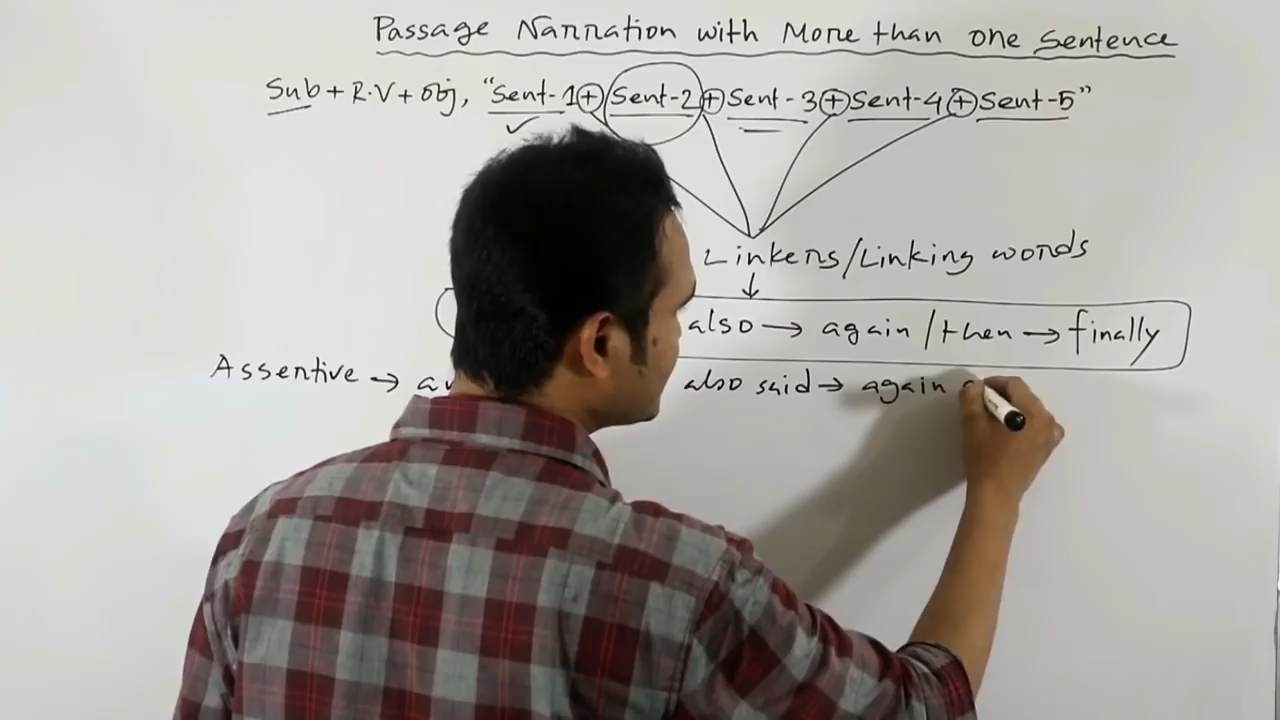 Passage Narration with More than one Sentence
Sub + R.V + obj, "Sent-1 + Sent-2 + Sent-3 + Sent-4 + Sent-5"
Linkers/Linking words
↓
also → again/then → finally
Assertive → also said → again